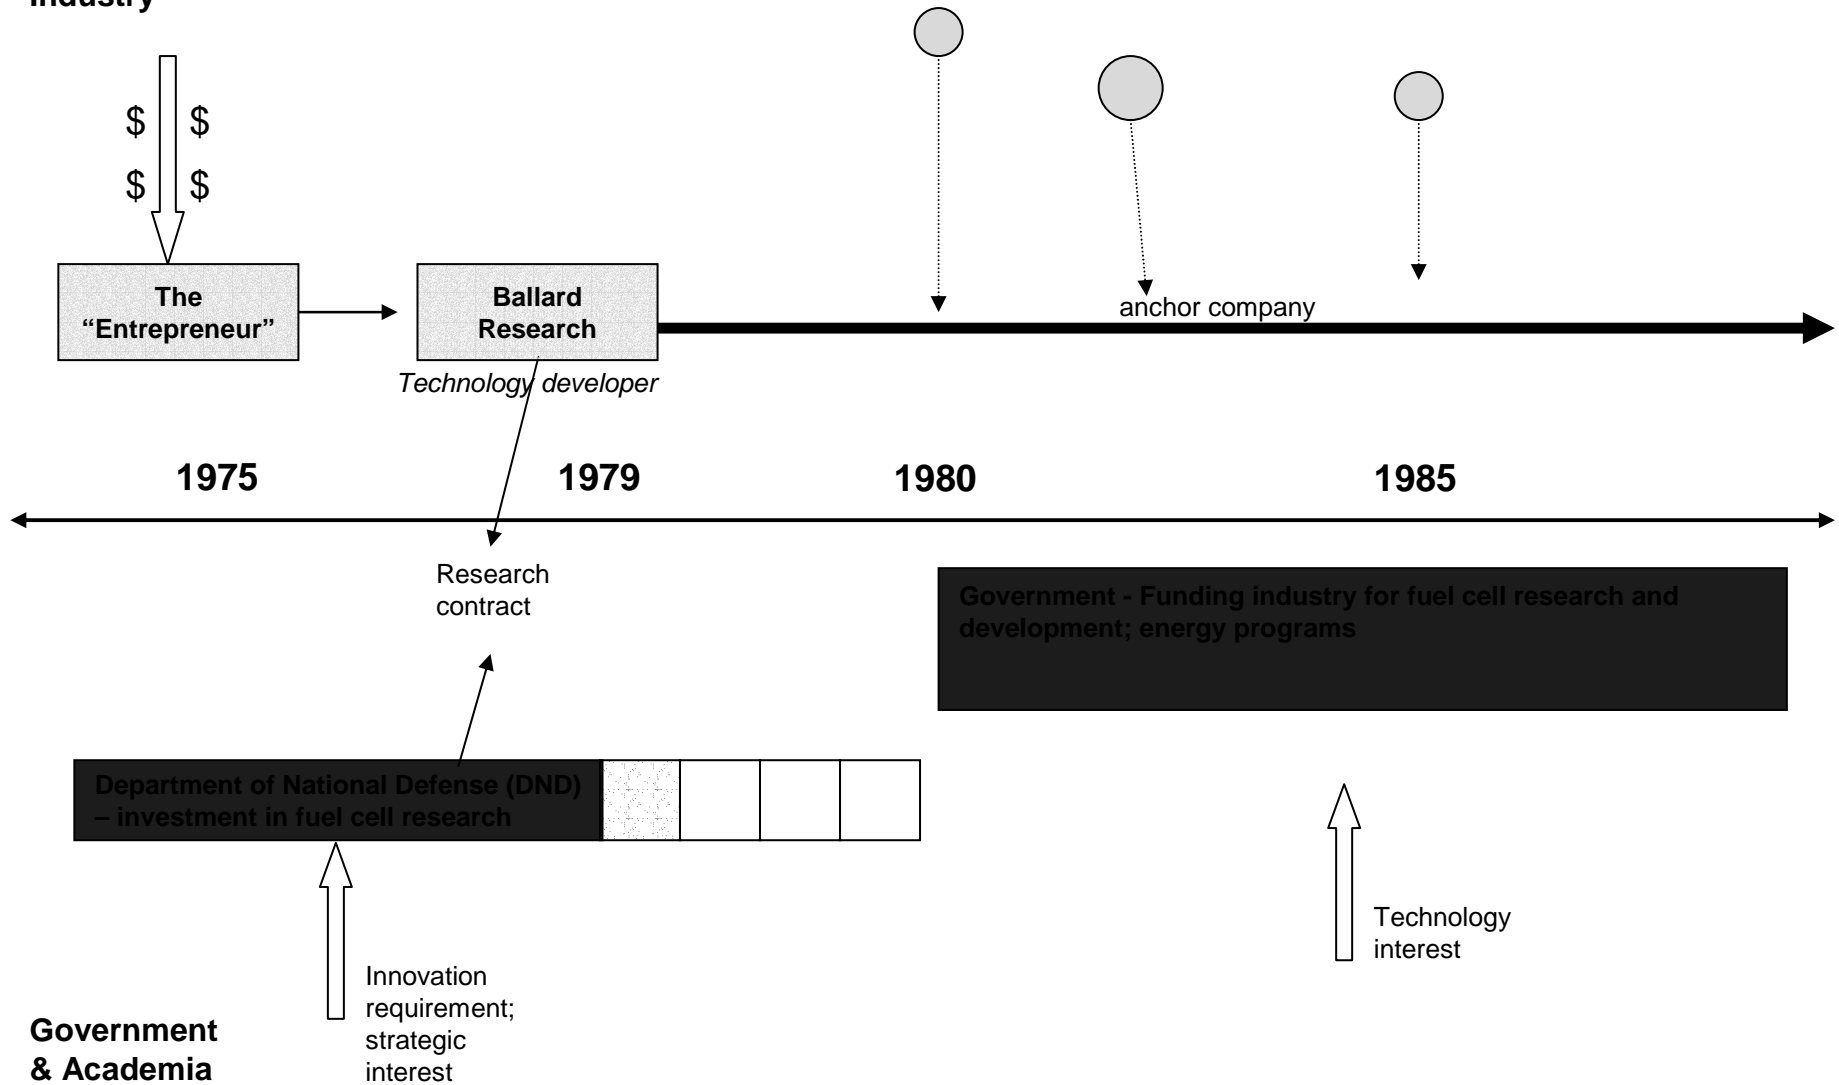 Industry
$ $
$ $
The
“Entrepreneur”
Ballard
Research
Technology developer
anchor company
1975 1979 1980 1985
Research
contract
Government - Funding industry for fuel cell research and
development; energy programs
Department of National Defense (DND)
– investment in fuel cell research
Technology
interest
Innovation
requirement;
strategic
interest
Government
& Academia